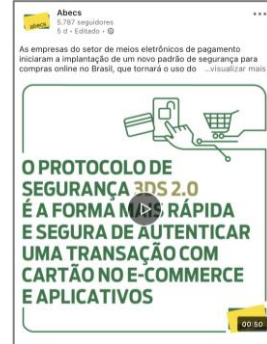 Abecs
5.787 seguidores
5 d • Editado •
As empresas do setor de meios eletrônicos de pagamento
iniciaram a implantação de um novo padrão de segurança para
compras online no Brasil, que tornará o uso do ...visualizar mais
O PROTOCOLO DE
SEGURANÇA 3DS 2.0
É A FORMA MAIS RÁPIDA
E SEGURA DE AUTENTICAR
UMA TRANSAÇÃO COM
CARTÃO NO E-COMMERCE
E APLICATIVOS
00:50